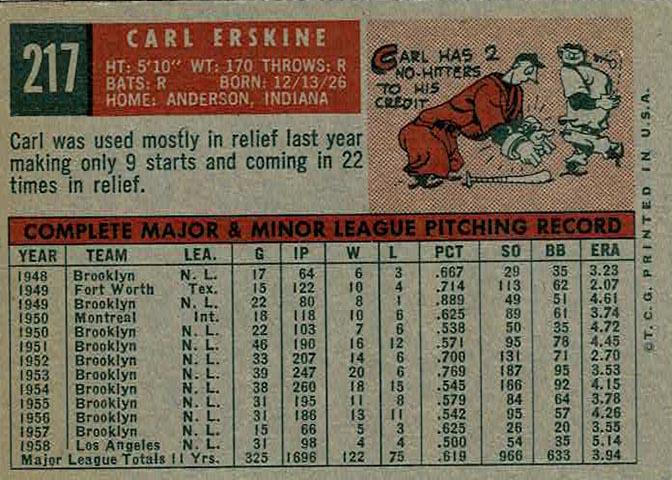 217
CARL ERSKINE
HT: 5'10" WT: 170 THROWS: R
BATS: R BORN: 12/13/26
HOME: ANDERSON, INDIANA
CARL HAS 2
NO-HITTERS
TO HIS
CREDIT
Carl was used mostly in relief last year
making only 9 starts and coming in 22
times in relief.
COMPLETE MAJOR & MINOR LEAGUE PITCHING RECORD
YEAR TEAM LEA. G IP W L PCT SO BB ERA
1948 Brooklyn N. L. 17 64 6 3 .667 29 35 3.23
1949 Fort Worth Tex. 15 122 10 4 .714 113 62 2.07
1949 Brooklyn N. L. 22 80 8 1 .889 49 51 4.61
1950 Montreal Int. 18 118 10 6 .625 89 61 3.74
1950 Brooklyn N. L. 22 103 7 6 .538 50 35 4.72
1951 Brooklyn N. L. 46 190 16 12 .571 95 78 4.45
1952 Brooklyn N. L. 33 207 14 6 .700 131 71 2.70
1953 Brooklyn N. L. 39 247 20 6 .769 187 95 3.53
1954 Brooklyn N. L. 38 260 18 15 .545 166 92 4.15
1955 Brooklyn N. L. 31 195 11 8 .579 84 64 3.78
1956 Brooklyn N. L. 31 186 13 11 .542 95 57 4.26
1957 Brooklyn N. L. 15 66 5 3 .625 26 20 3.55
1958 Los Angeles N. L. 31 98 4 4 .500 54 35 5.14
Major League Totals 11 Yrs. 325 1696 122 75 .619 966 633 3.94
©T. C. G. PRINTED IN U.S.A.